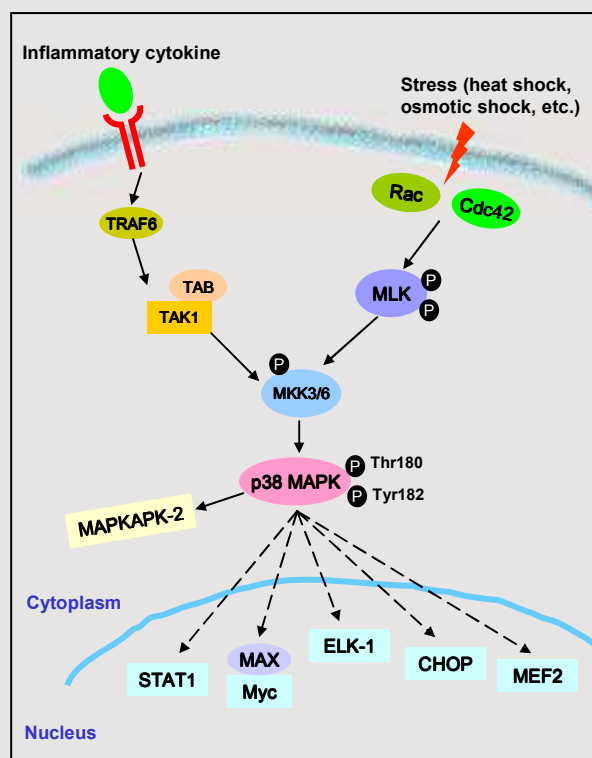 Inflammatory cytokine
Stress (heat shock,
osmotic shock, etc.)
Rac
Cdc42
TRAF6
TAB
TAK1
MLK
P
P
P
MKK3/6
p38 MAPK
P
Thr180
P
Tyr182
MAPKAPK-2
Cytoplasm
STAT1
MAX
Myc
ELK-1
CHOP
MEF2
Nucleus